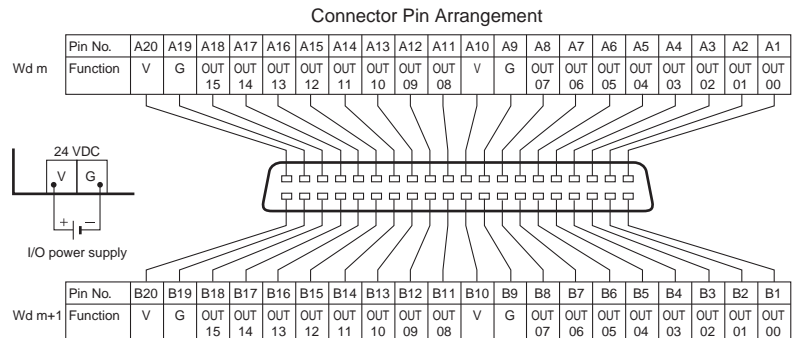 Connector Pin Arrangement
Pin No. A20 A19 A18 A17 A16 A15 A14 A13 A12 A11 A10 A9 A8 A7 A6 A5 A4 A3 A2 A1
Wd m Function V G OUT 15 OUT 14 OUT 13 OUT 12 OUT 11 OUT 10 OUT 09 OUT 08 V G OUT 07 OUT 06 OUT 05 OUT 04 OUT 03 OUT 02 OUT 01 OUT 00
24 VDC
V G
+ −
I/O power supply
Pin No. B20 B19 B18 B17 B16 B15 B14 B13 B12 B11 B10 B9 B8 B7 B6 B5 B4 B3 B2 B1
Wd m+1 Function V G OUT 15 OUT 14 OUT 13 OUT 12 OUT 11 OUT 10 OUT 09 OUT 08 V G OUT 07 OUT 06 OUT 05 OUT 04 OUT 03 OUT 02 OUT 01 OUT 00